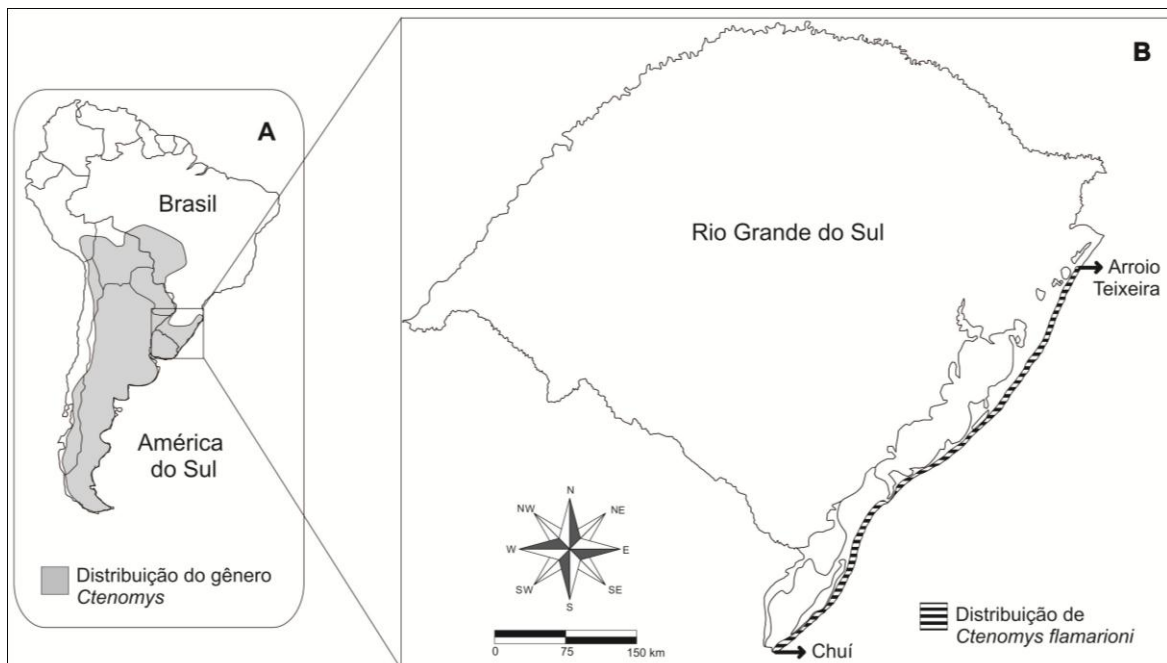 A
Brasil
América
do Sul
Distribuição do gênero
Ctenomys
B
Rio Grande do Sul
Arroio
Teixeira
N
NW
NE
W
E
SW
SE
S
0
75
150 km
Chuí
Distribuição de
Ctenomys flamarioni